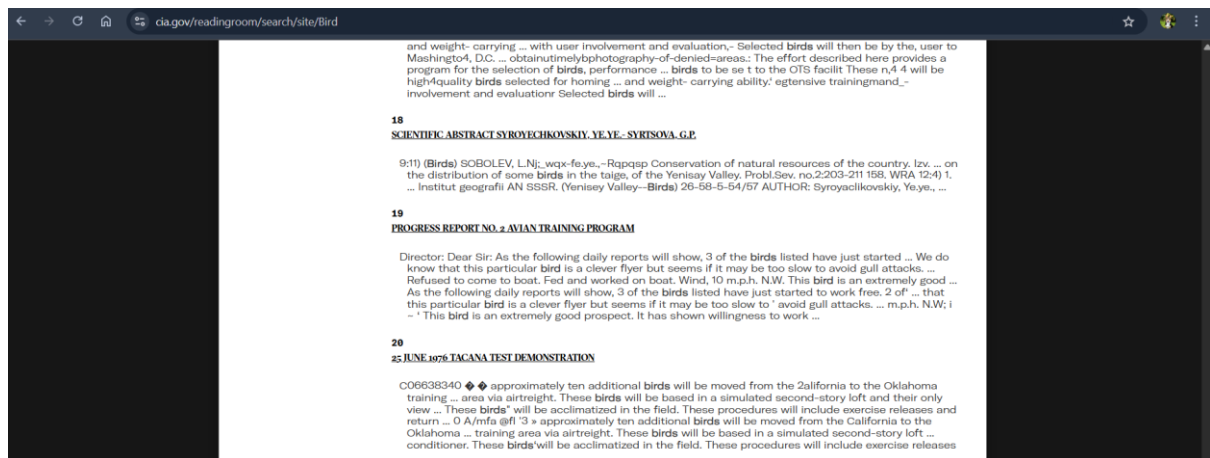 cia.gov/readingroom/search/site/Bird
and weight- carrying ... with user involvement and evaluation,- Selected birds will then be by the, user to
Mashingto4, D.C. ... obtainutimelybphotography-of-denied=areas.: The effort described here provides a
program for the selection of birds, performance ... birds to be se t to the OTS facilit These n,4 4 will be
high4quality birds selected for homing ... and weight- carrying ability.' egtensive trainingmand_-
involvement and evaluationr Selected birds will ...
18
SCIENTIFIC ABSTRACT SYROYECHKOVSKIY, YE.YE.- SYRTSOVA, G.P.
9:11) (Birds) SOBOLEV, L.Nj;_wqx-fe.ye.,-Rqpqsp Conservation of natural resources of the country. Izv. ... on
the distribution of some birds in the taige, of the Yenisay Valley. Probl.Sev. no.2:203-211 158. WRA 12:4) 1.
... Institut geografii AN SSSR. (Yenisey Valley--Birds) 26-58-5-54/57 AUTHOR: Syroyaclikovskiy, Ye.ye., ...
19
PROGRESS REPORT NO. 2 AVIAN TRAINING PROGRAM
Director: Dear Sir: As the following daily reports will show, 3 of the birds listed have just started ... We do
know that this particular bird is a clever flyer but seems if it may be too slow to avoid gull attacks. ...
Refused to come to boat. Fed and worked on boat. Wind, 10 m.p.h. N.W. This bird is an extremely good ...
As the following daily reports will show, 3 of the birds listed have just started to work free. 2 of' ... that
this particular bird is a clever flyer but seems if it may be too slow to ' avoid gull attacks. ... m.p.h. N.W; i
- ' This bird is an extremely good prospect. It has shown willingness to work ...
20
25 JUNE 1976 TACANA TEST DEMONSTRATION
C06638340 � � approximately ten additional birds will be moved from the 2alifornia to the Oklahoma
training ... area via airtreight. These birds will be based in a simulated second-story loft and their only
view ... These birds" will be acclimatized in the field. These procedures will include exercise releases and
return ... 0 A/mfa @fl '3 » approximately ten additional birds will be moved from the California to the
Oklahoma ... training area via airtreight. These birds will be based in a simulated second-story loft ...
conditioner. These birds'will be acclimatized in the field. These procedures will include exercise releases